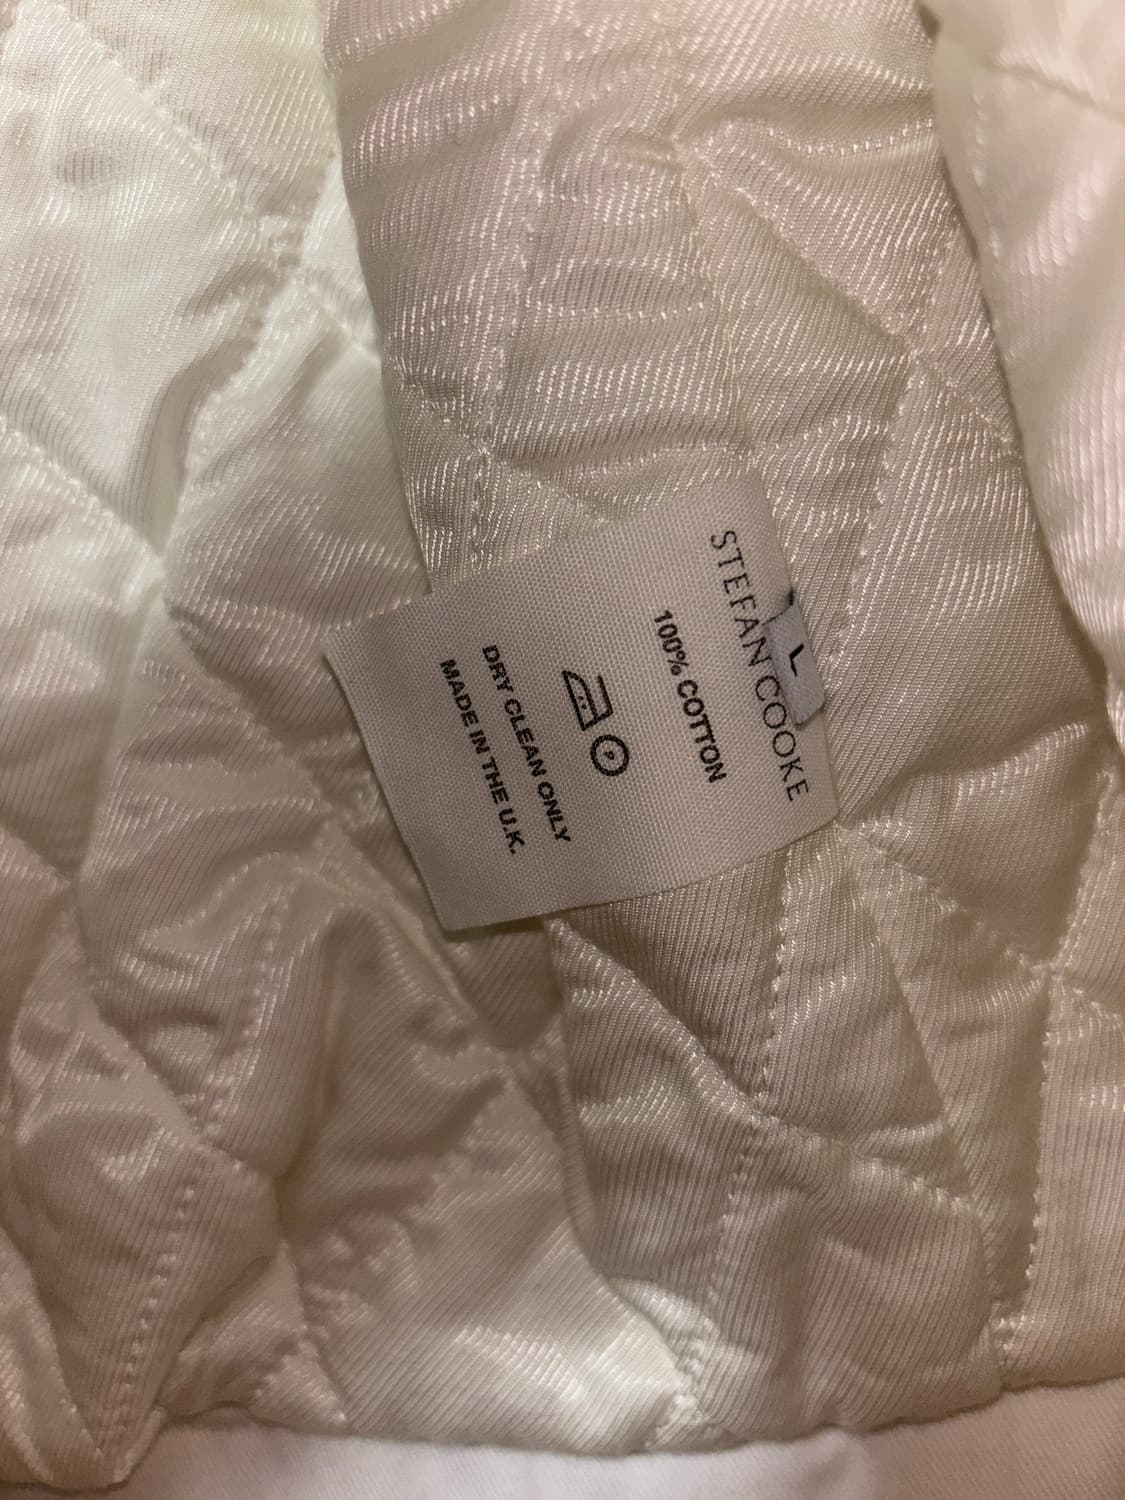 STEFAN COOKE
L
100% COTTON
DRY CLEAN ONLY
MADE IN THE U.K.